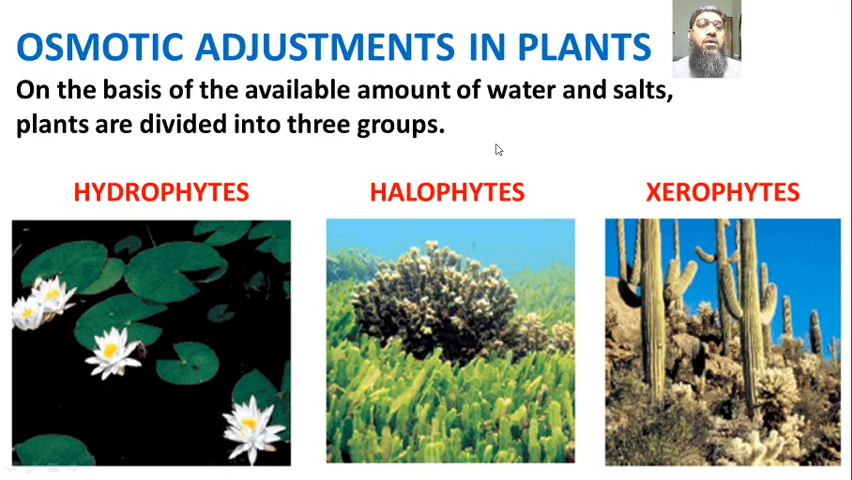 OSMOTIC ADJUSTMENTS IN PLANTS
On the basis of the available amount of water and salts,
plants are divided into three groups.
HYDROPHYTES
HALOPHYTES
XEROPHYTES